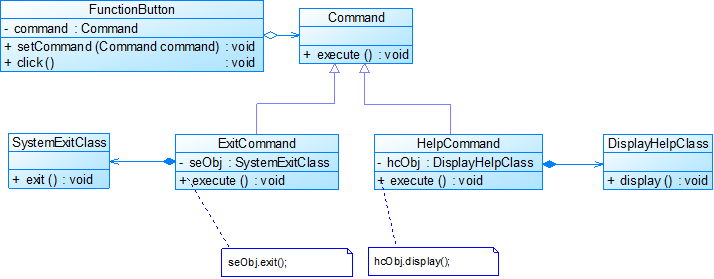 FunctionButton
- command : Command
+ setCommand (Command command) : void
+ click () : void
Command
+ execute () : void
SystemExitClass
+ exit () : void
ExitCommand
- seObj : SystemExitClass
+ execute () : void
HelpCommand
- hcObj : DisplayHelpClass
+ execute () : void
DisplayHelpClass
+ display () : void
seObj.exit();
hcObj.display();